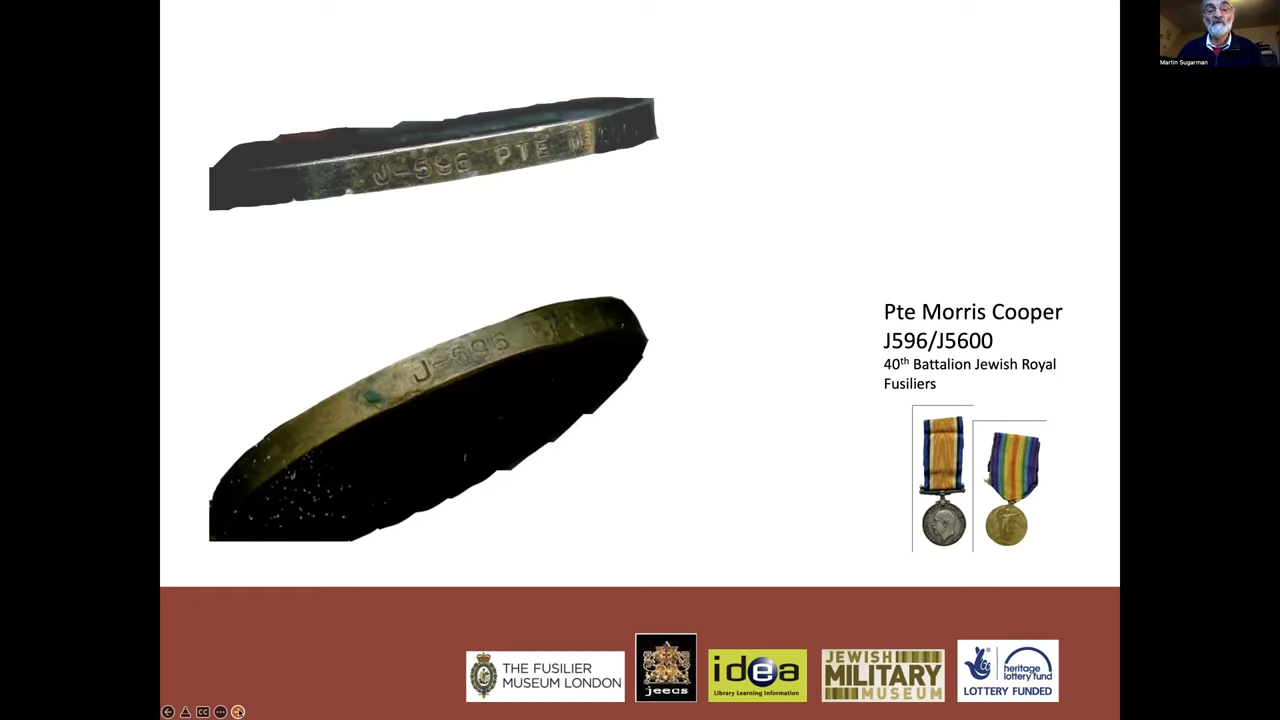 Martin Sugarman
J-596 PTE M
J-596
Pte Morris Cooper
J596/J5600
40th Battalion Jewish Royal
Fusiliers
THE FUSILIER
MUSEUM LONDON
jeecs
idea
Library Learning Information
JEWISH
MILITARY
MUSEUM
heritage
lottery fund
LOTTERY FUNDED
CC